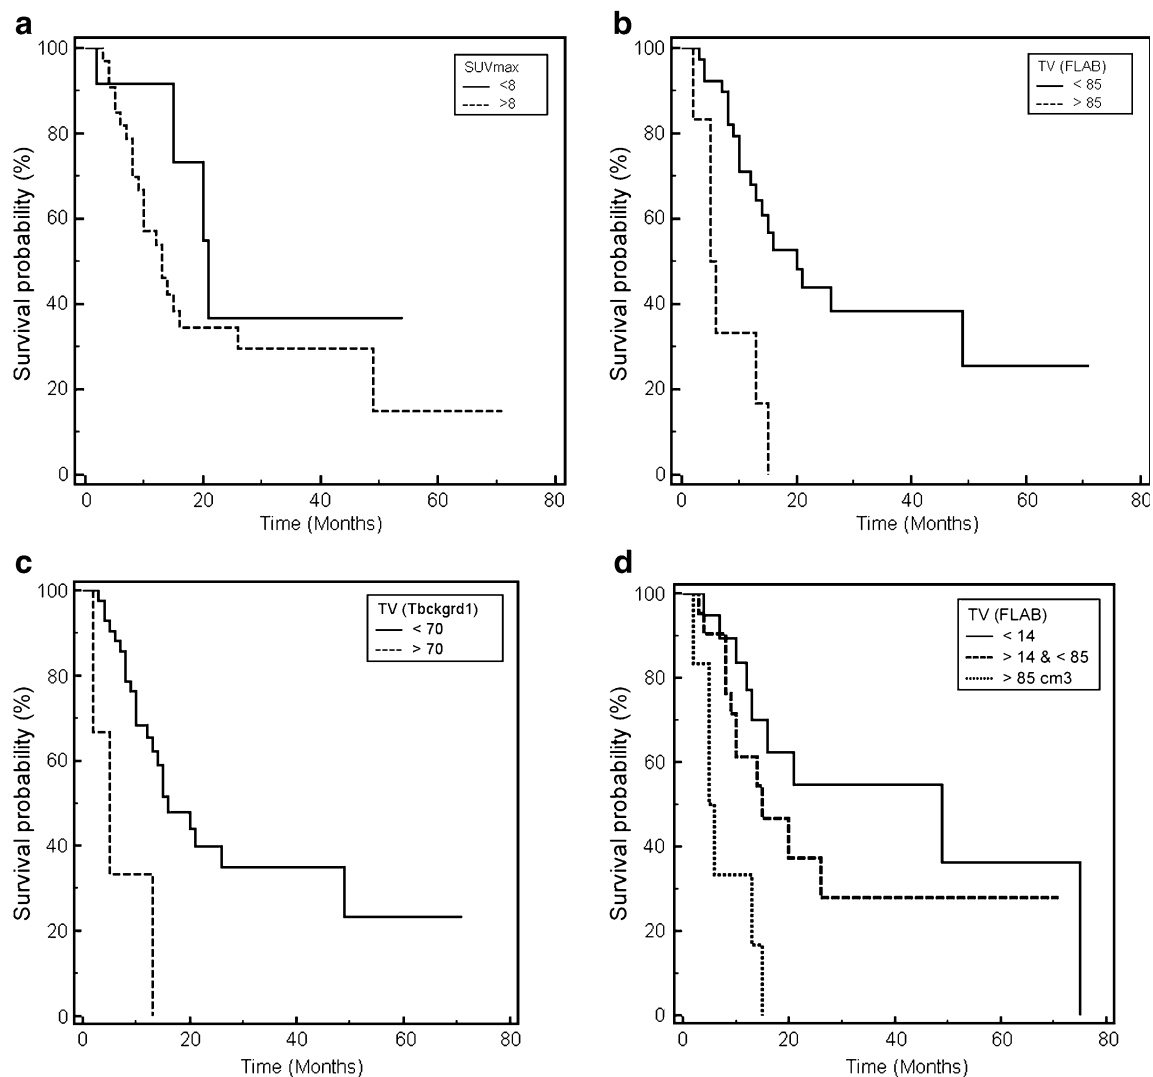 a
SUVmax
<8
>8
100
80
60
40
20
0
Survival probability (%)
0 20 40 60 80
Time (Months)
b
TV (FLAB)
< 85
> 85
100
80
60
40
20
0
Survival probability (%)
0 20 40 60 80
Time (Months)
c
TV (Tbckgrd1)
< 70
> 70
100
80
60
40
20
0
Survival probability (%)
0 20 40 60 80
Time (Months)
d
TV (FLAB)
< 14
> 14 & < 85
> 85 cm3
100
80
60
40
20
0
Survival probability (%)
0 20 40 60 80
Time (Months)